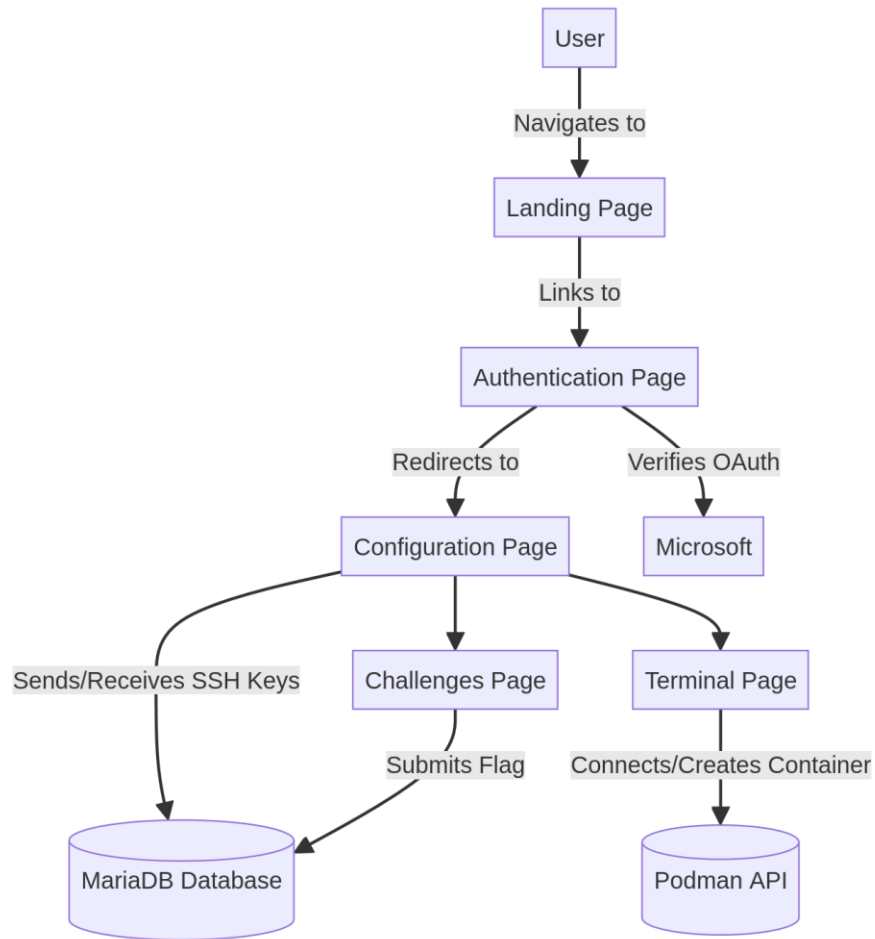 User
Navigates to
Landing Page
Links to
Authentication Page
Redirects to
Verifies OAuth
Configuration Page
Microsoft
Sends/Receives SSH Keys
Challenges Page
Terminal Page
Submits Flag
Connects/Creates Container
MariaDB Database
Podman API